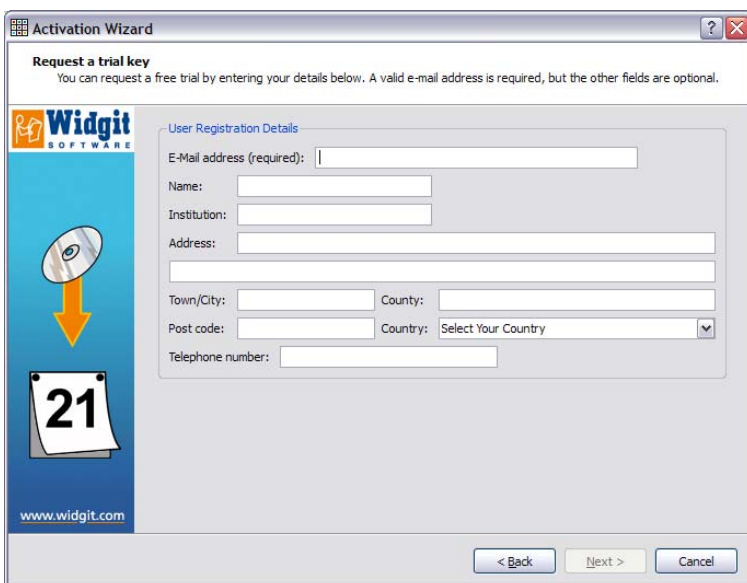 Activation Wizard
Request a trial key
You can request a free trial by entering your details below. A valid e-mail address is required, but the other fields are optional.
Widgit
SOFTWARE
User Registration Details
E-Mail address (required):
Name:
Institution:
Address:
Town/City: County:
Post code: Country: Select Your Country
Telephone number:
21
www.widgit.com
< Back Next > Cancel